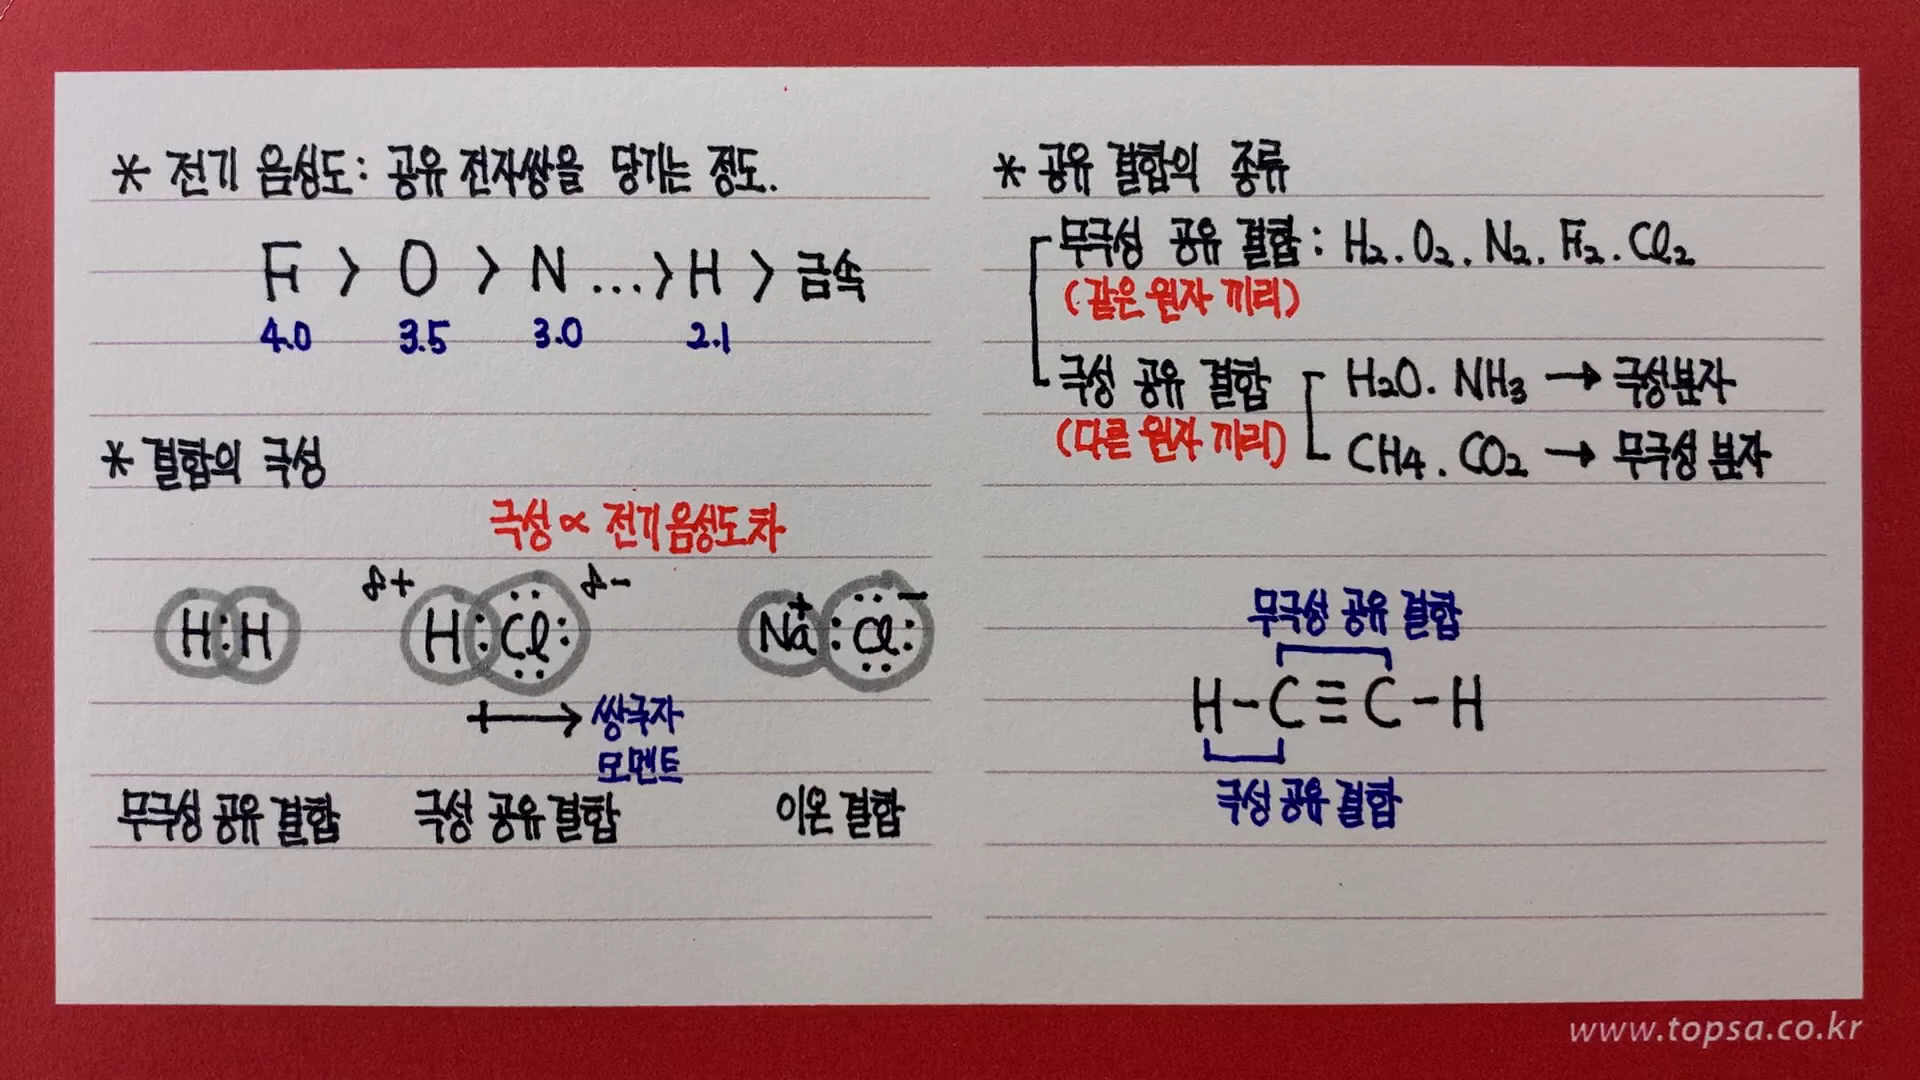 * 전기 음성도: 공유 전자쌍을 당기는 정도.
F > O > N ... > H > 금속
4.0 3.5 3.0 2.1
* 결합의 극성
극성 ∝ 전기 음성도차
δ+ δ-
H:H H:Cl: Na+ :Cl: -
쌍극자
모멘트
무극성 공유 결합 극성 공유 결합 이온 결합
* 공유 결합의 종류
무극성 공유 결합 : H2. O2. N2. F2. Cl2
(같은 원자 끼리)
극성 공유 결합 H2O. NH3 → 극성분자
(다른 원자 끼리) CH4. CO2 → 무극성 분자
무극성 공유 결합
H-C≡C-H
극성 공유 결합
www.topsa.co.kr